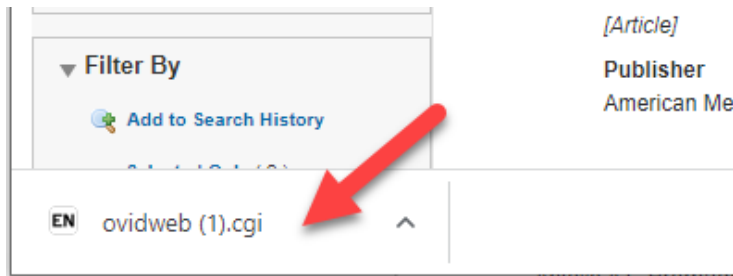 [Article]
Filter By
Publisher
American Me
Add to Search History
EN ovidweb (1).cgi